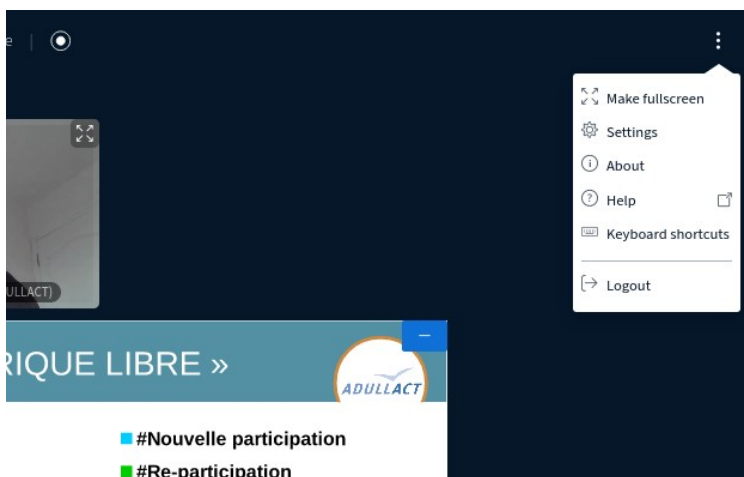 e |
Make fullscreen
Settings
About
Help
Keyboard shortcuts
Logout
ULLACT)
RIQUE LIBRE »
ADULLACT
#Nouvelle participation
#Re-participation